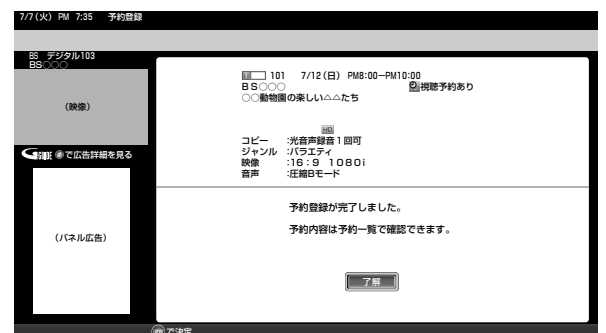 7/7(火) PM 7:35 予約登録
BS デジタル103
BS○○○
(映像)
GUIDE ●で広告詳細を見る
(パネル広告)
101 7/12(日) PM8:00−PM10:00
BS○○○ 視聴予約あり
○○動物園の楽しい△△たち
HD
コピー :光音声録音1回可
ジャンル :バラエティ
映像 :16:9 1080i
音声 :圧縮Bモード
予約登録が完了しました。
予約内容は予約一覧で確認できます。
了解
で決定